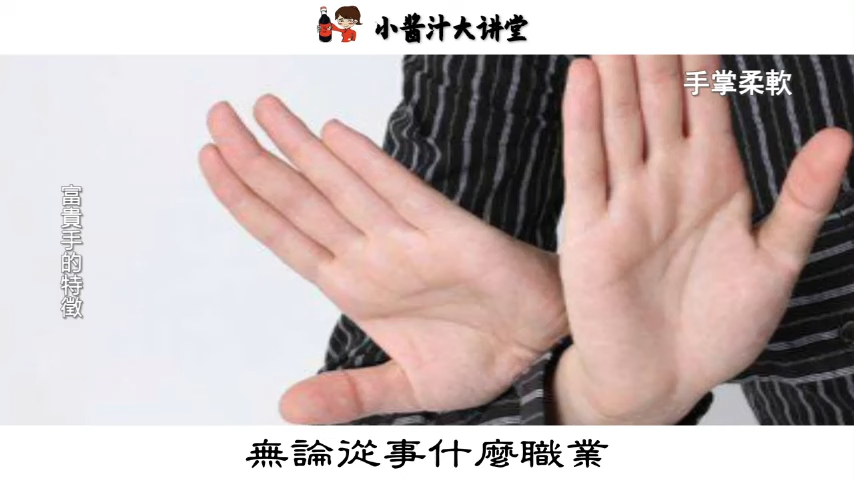 小酱汁大讲堂
手掌柔軟
富貴手的特徵
無論從事什麼職業